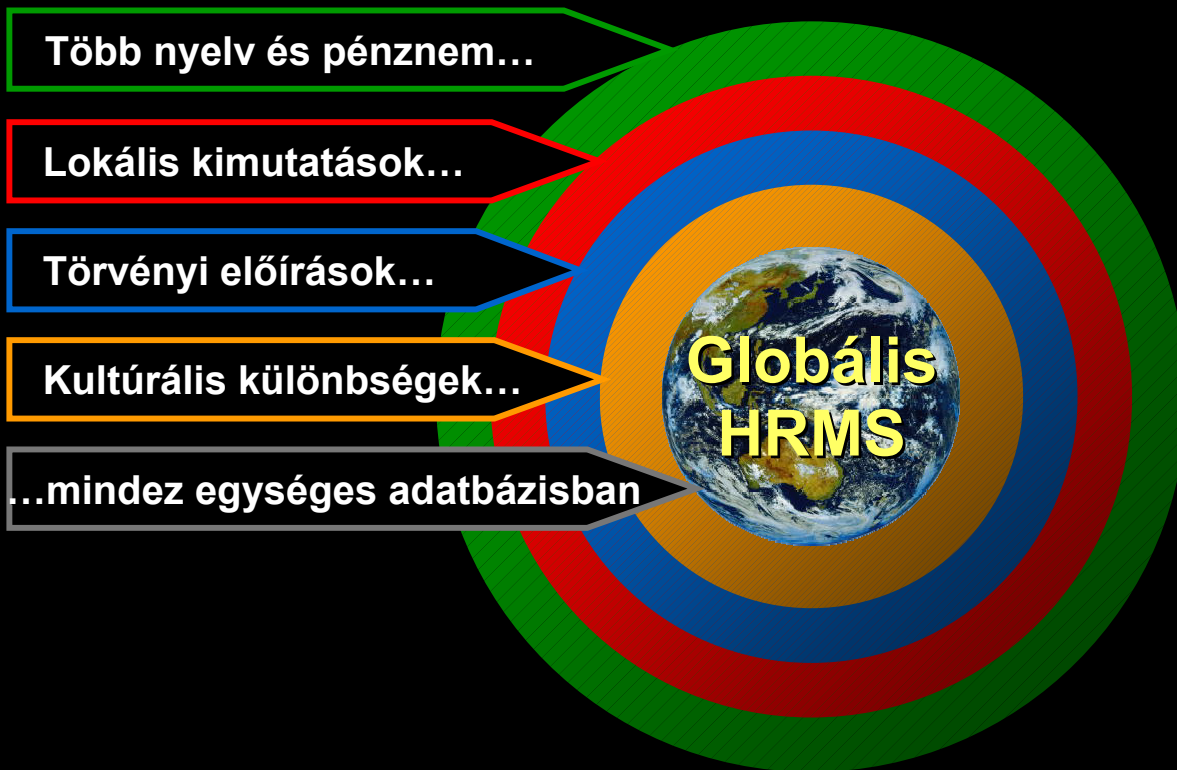 Több nyelv és pénznem…
Lokális kimutatások…
Törvényi előírások…
Kultúrális különbségek…
…mindez egységes adatbázisban
Globális
HRMS